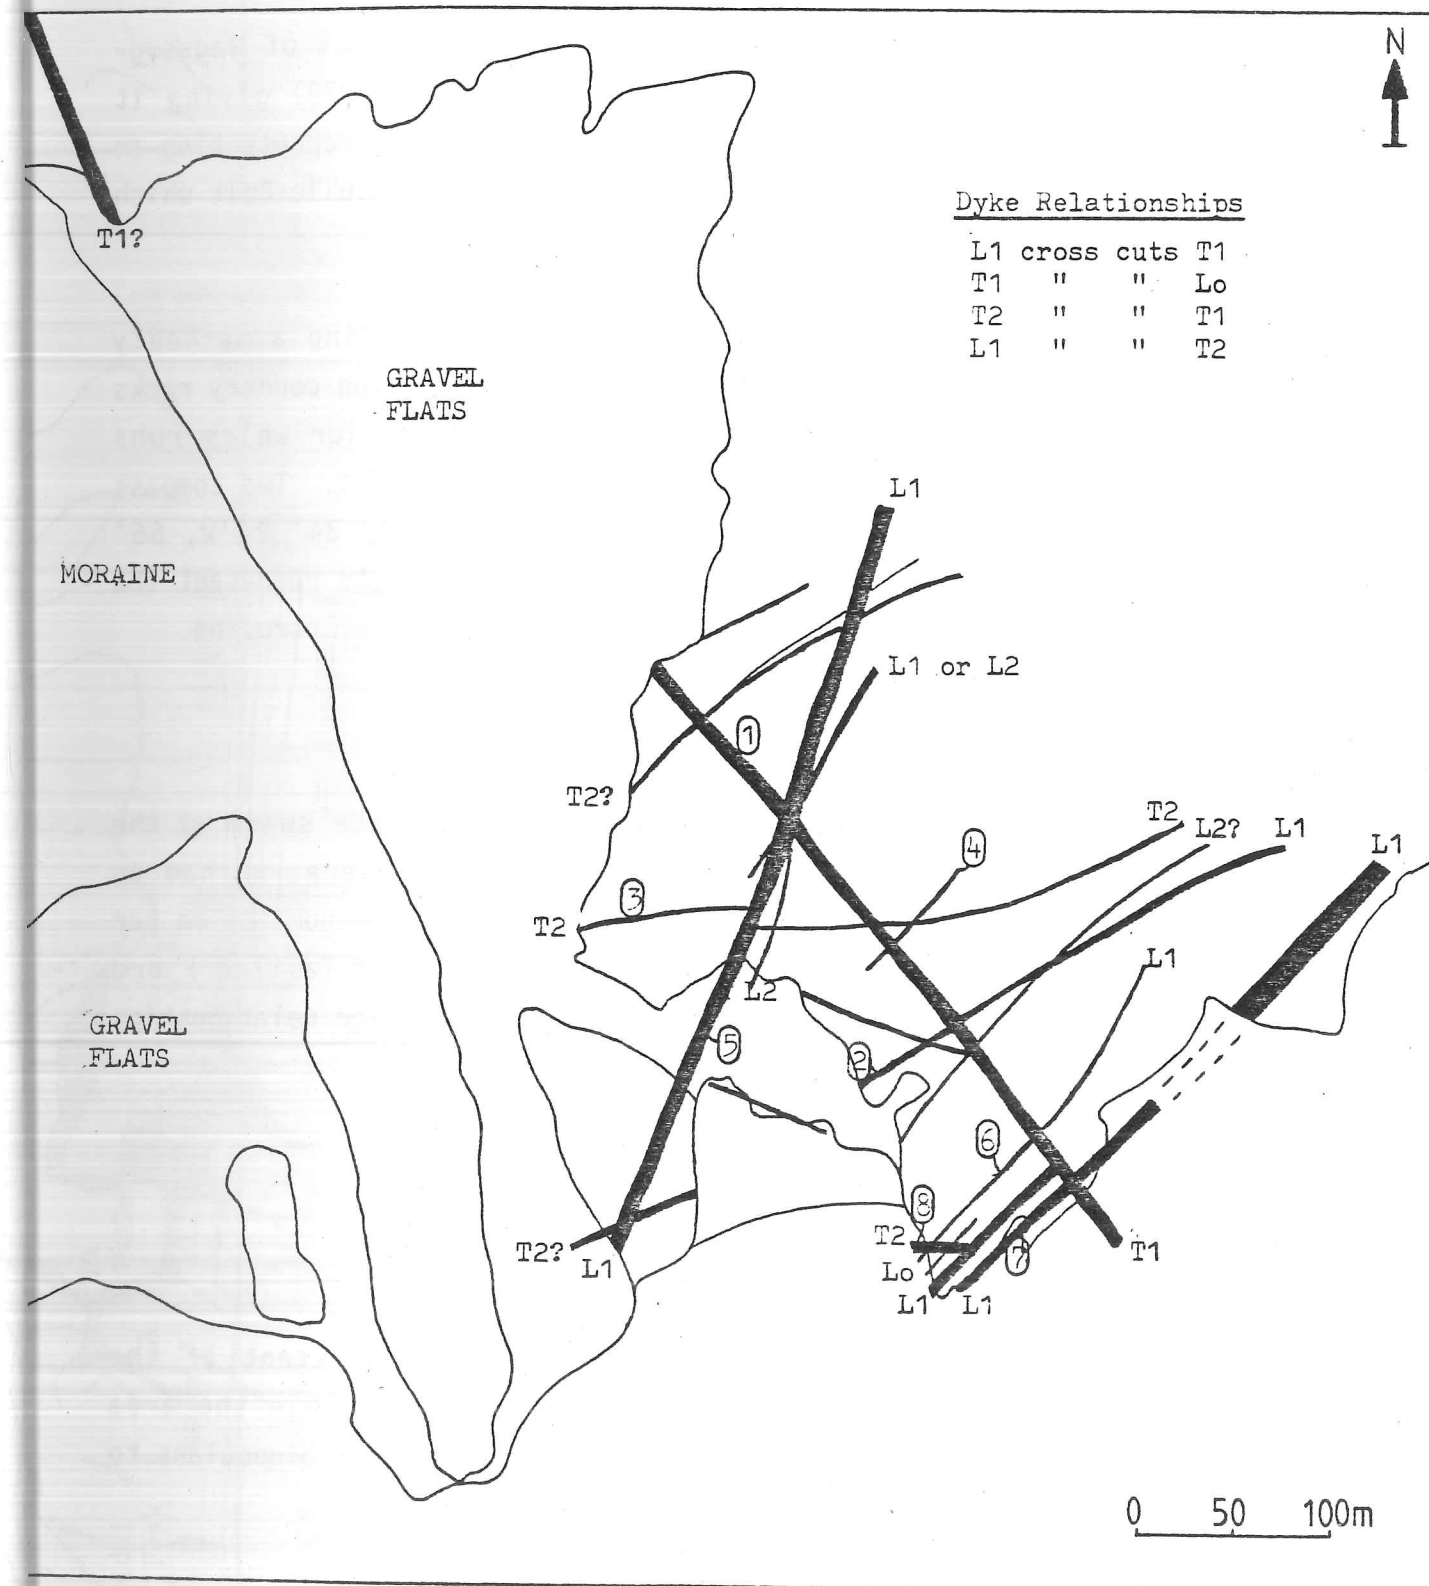 N
Dyke Relationships
L1 cross cuts T1
T1 " " Lo
T2 " " T1
L1 " " T2
T1?
GRAVEL
FLATS
MORAINE
L1
L1 or L2
1
T2?
T2
L2?
L1
L1
4
3
T2
L2
L1
GRAVEL
FLATS
5
2
6
8
T2
T2?
L1
Lo
7
T1
L1
L1
0 50 100m